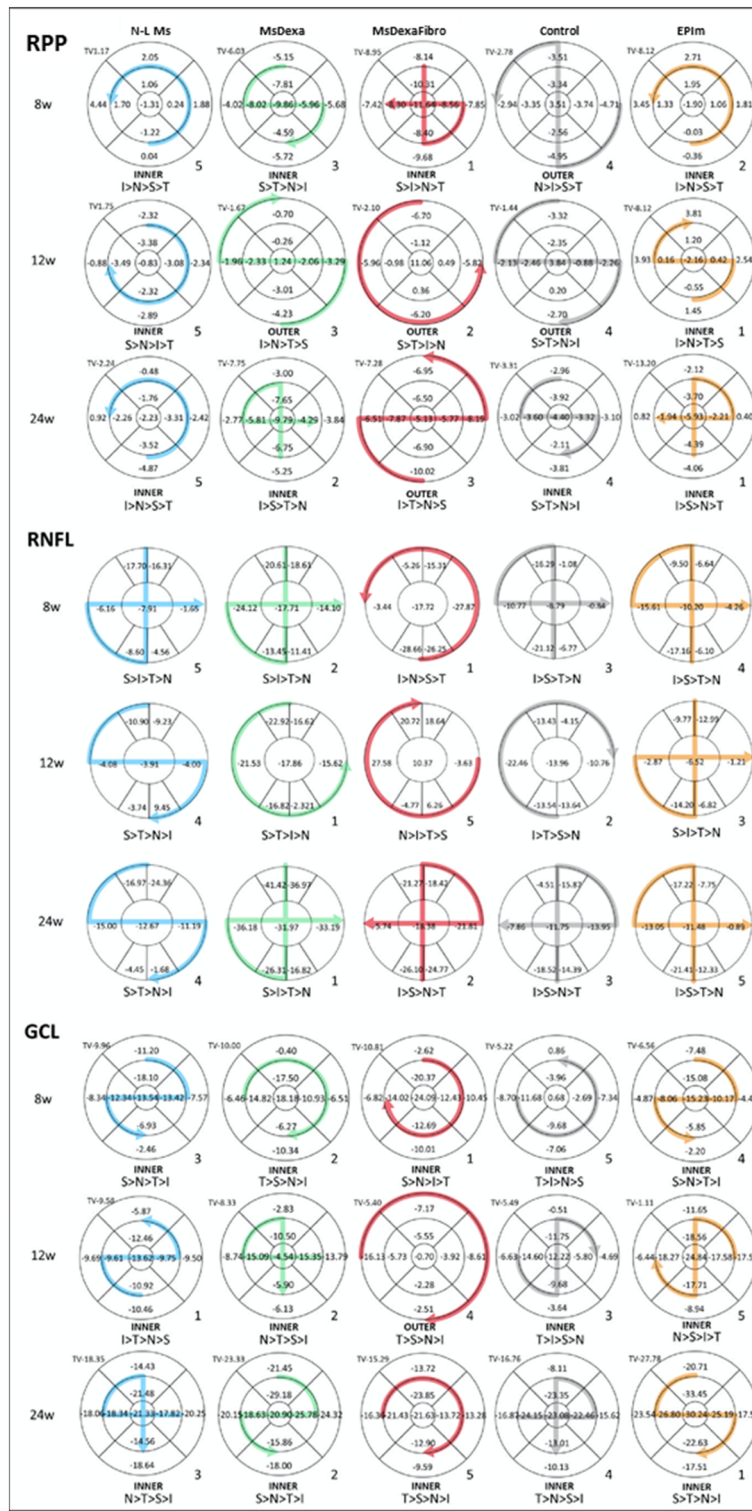 N-L Ms MsDexa MsDexaFibro Control EPIm
RPP
8w
TV1.17 TV-6.03 TV-8.95 TV-2.78 TV-8.12
2.05 -5.15 -8.14 -3.51 2.71
1.06 -7.81 -10.31 -3.34 1.95
4.44 1.70 -1.31 0.24 1.88 -4.02 -8.02 -9.86 -5.96 -5.68 -7.42 -11.64 -8.56 -7.85 -2.94 -3.35 3.51 -3.74 -4.71 3.45 1.33 -1.90 1.06 1.81
-1.22 -4.59 -8.40 -2.56 -0.03
0.04 -5.72 -9.68 -4.95 -0.36
5 3 1 4 2
INNER INNER INNER OUTER INNER
I>N>S>T S>T>N>I S>I>N>T N>I>S>T I>N>S>T
12w
TV1.75 TV-1.67 TV-2.10 TV-1.44 TV-8.12
-2.32 -0.70 -6.70 -3.32 3.81
-3.38 -0.26 -1.12 -2.35 1.20
-0.88 -3.49 -0.83 -3.08 -2.34 -1.96 -2.33 1.24 -2.06 -3.29 -5.96 -0.98 11.06 0.49 -5.82 -2.13 -2.46 3.84 -0.88 -2.26 3.93 0.16 -2.16 0.42 2.54
-2.32 -3.01 0.36 0.20 -0.55
-2.89 -4.23 -6.20 -2.70 1.45
5 3 2 4 1
INNER OUTER OUTER OUTER INNER
S>N>I>T I>N>T>S S>T>I>N S>T>N>I I>N>T>S
24w
TV-2.24 TV-7.75 TV-7.28 TV-3.31 TV-13.20
-0.48 -3.00 -6.95 -2.96 -2.12
-1.76 -7.65 -6.50 -3.92 -3.70
0.92 -2.26 -2.23 -3.31 -2.42 -2.77 -5.81 -9.79 -4.29 -3.84 -6.51 -7.87 -5.13 -5.77 -8.19 -3.02 -3.60 -4.40 -3.32 -3.10 0.82 -1.94 -5.93 -2.21 0.40
-3.52 -6.75 -6.90 -2.11 -4.39
-4.87 -5.25 -10.02 -3.81 -4.06
5 2 3 4 1
INNER INNER OUTER INNER INNER
I>N>S>T I>S>T>N I>T>N>S S>T>N>I I>S>N>T
RNFL
8w
-17.70 -16.31 -20.61 -18.61 -5.26 -15.31 -16.29 -1.08 -9.50 -6.64
-6.16 -7.91 -1.65 -24.12 -17.71 -14.10 -3.44 -17.72 -27.87 -10.77 -8.79 -0.84 -15.61 -10.20 -4.26
-8.60 -4.56 -13.45 -11.41 -28.66 -26.25 -21.32 -6.77 -17.16 -6.10
5 2 1 3 4
S>I>T>N S>I>T>N I>N>S>T I>S>T>N I>S>T>N
12w
-10.90 -9.23 -22.92 -16.62 20.72 18.64 -13.43 -4.15 -9.77 -12.99
-4.08 -3.91 -4.00 -21.53 -17.86 -15.62 27.58 10.37 -3.63 -22.46 -13.96 -10.76 -2.87 -6.52 -1.21
-3.74 9.45 -16.82 -2.321 -4.77 6.26 -13.54 -13.64 -14.20 -6.82
4 1 5 2 3
S>T>N>I S>T>I>N N>I>T>S I>T>S>N S>I>T>N
24w
-16.97 -24.36 41.42 -36.97 -21.27 -18.42 -4.51 -15.87 -17.22 -7.75
-15.00 -12.67 -11.19 -36.18 -31.97 -33.19 -5.74 -18.38 -21.81 -7.86 -11.75 -13.95 -13.05 -11.48 -0.89
-4.45 -1.68 -26.31 -16.82 -26.10 -24.77 -18.52 -14.39 -21.41 -12.33
4 1 2 3 5
S>T>N>I S>I>T>N I>S>N>T I>S>N>T I>S>T>N
GCL
8w
TV-9.96 TV-10.00 TV-10.81 TV-5.22 TV-6.56
-11.20 -0.40 -2.62 0.86 -7.48
-18.10 -17.50 -20.37 -3.96 -15.08
-8.34 -12.34 -13.54 -13.42 -7.57 -6.46 -14.82 -18.18 -10.93 -6.51 -6.82 -14.02 -24.09 -12.43 -10.45 -8.70 -11.68 0.68 -2.69 -7.34 -4.87 -8.06 -15.23 -10.17
-6.93 -6.27 -12.69 -9.68 -5.85
-2.46 -10.34 -10.01 -7.06 -2.20
3 2 1 5 4
INNER INNER INNER INNER INNER
S>N>T>I T>S>N>I S>N>I>T T>I>N>S S>N>T>I
12w
TV-9.50 TV-8.33 TV-5.40 TV-5.49 TV-1.11
-5.87 -2.83 -7.17 -0.51 -11.65
-12.46 -10.50 -5.55 -11.75 -18.56
-9.69 -9.61 -13.62 -9.75 -9.50 -8.74 -15.09 -4.54 -15.35 -13.79 -16.13 -5.73 -0.70 -3.92 -8.61 -6.63 -14.60 -12.22 -5.80 -4.69 -6.44 -18.27 -24.84 -17.58
-10.92 -5.90 -2.28 -9.68 -17.71
-10.46 -6.13 -2.51 -3.64 -8.94
1 2 4 3 5
INNER INNER OUTER INNER INNER
I>T>N>S N>T>S>I T>S>N>I T>I>S>N N>S>I>T
24w
TV-18.35 TV-23.33 TV-15.29 TV-16.76 TV-27.78
-14.43 -21.45 -13.72 -8.11 -20.71
-21.48 -29.18 -23.85 -23.35 -33.45
-18.06 -18.34 -21.33 -17.82 -20.25 -20.15 -18.63 -20.90 -25.78 -24.32 -16.36 -21.43 -21.63 -13.72 -13.28 -16.87 -24.15 -23.08 -22.46 -15.62 -23.54 -26.80 -30.24 -25.19
-14.56 -15.86 -12.90 -13.01 -22.63
-18.64 -18.00 -9.59 -10.13 -17.51
3 2 5 4 1
INNER INNER INNER INNER INNER
N>T>S>I S>N>T>I T>S>N>I T>S>N>I S>T>N>I